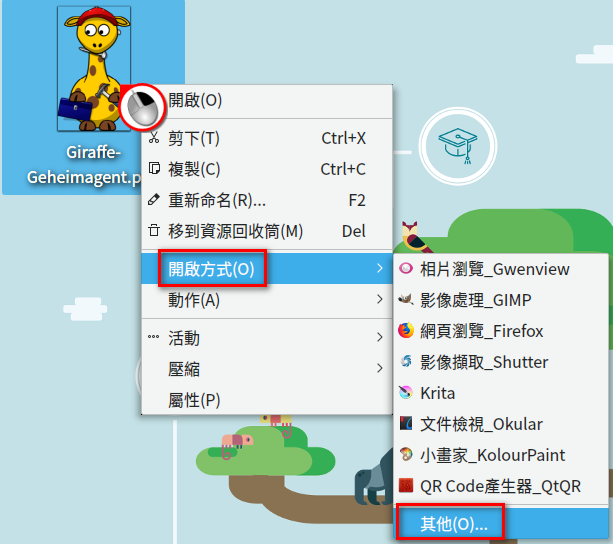 Giraffe-
Geheimagent.p
開啟(O)
剪下(T) Ctrl+X
複製(C) Ctrl+C
重新命名(R)... F2
移到資源回收筒(M) Del
開啟方式(O)
動作(A)
活動
壓縮
屬性(P)
相片瀏覽_Gwenview
影像處理_GIMP
網頁瀏覽_Firefox
影像擷取_Shutter
Krita
文件檢視_Okular
小畫家_KolourPaint
QR Code產生器_QtQR
其他(O)...